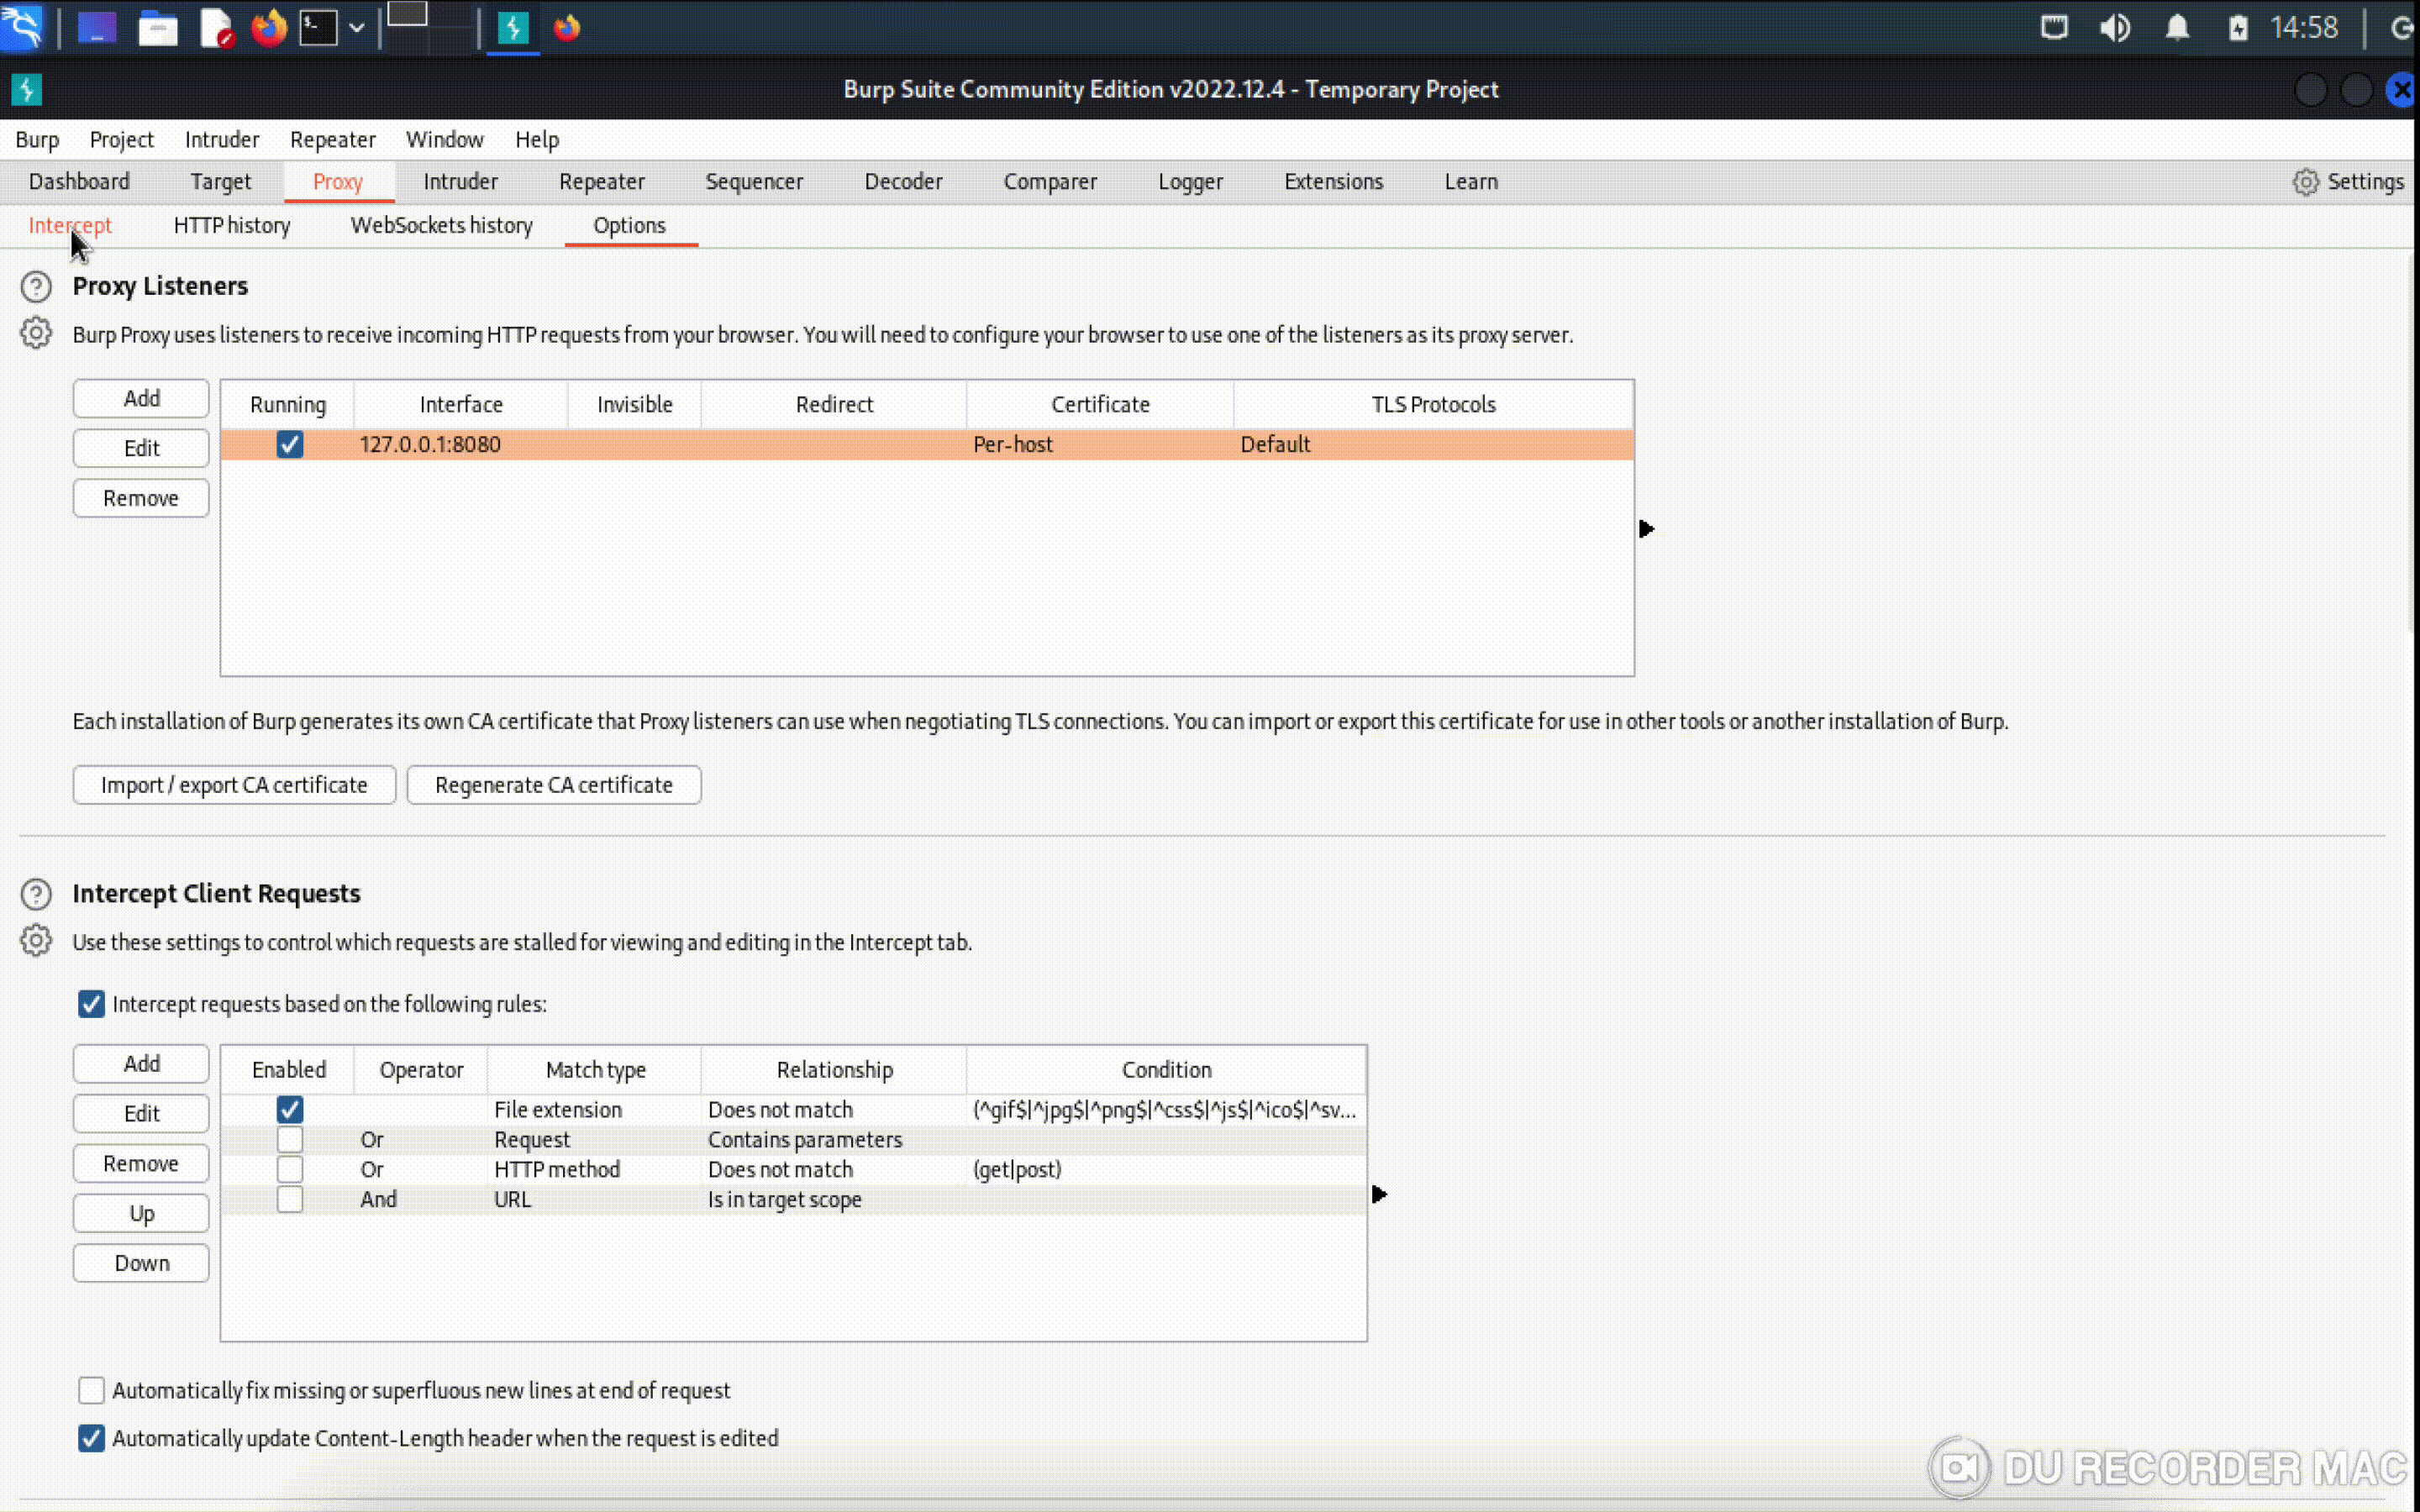 14:58
Burp Suite Community Edition v2022.12.4 - Temporary Project
Burp Project Intruder Repeater Window Help
Dashboard Target Proxy Intruder Repeater Sequencer Decoder Comparer Logger Extensions Learn Settings
Intercept HTTP history WebSockets history Options
Proxy Listeners
Burp Proxy uses listeners to receive incoming HTTP requests from your browser. You will need to configure your browser to use one of the listeners as its proxy server.
Add
Edit
Remove
Running Interface Invisible Redirect Certificate TLS Protocols
127.0.0.1:8080 Per-host Default
Each installation of Burp generates its own CA certificate that Proxy listeners can use when negotiating TLS connections. You can import or export this certificate for use in other tools or another installation of Burp.
Import / export CA certificate Regenerate CA certificate
Intercept Client Requests
Use these settings to control which requests are stalled for viewing and editing in the Intercept tab.
Intercept requests based on the following rules:
Add
Edit
Remove
Up
Down
Enabled Operator Match type Relationship Condition
File extension Does not match (^gif$|^jpg$|^png$|^css$|^js$|^ico$|^sv...
Or Request Contains parameters
Or HTTP method Does not match (get|post)
And URL Is in target scope
Automatically fix missing or superfluous new lines at end of request
Automatically update Content-Length header when the request is edited
DU RECORDER MAC